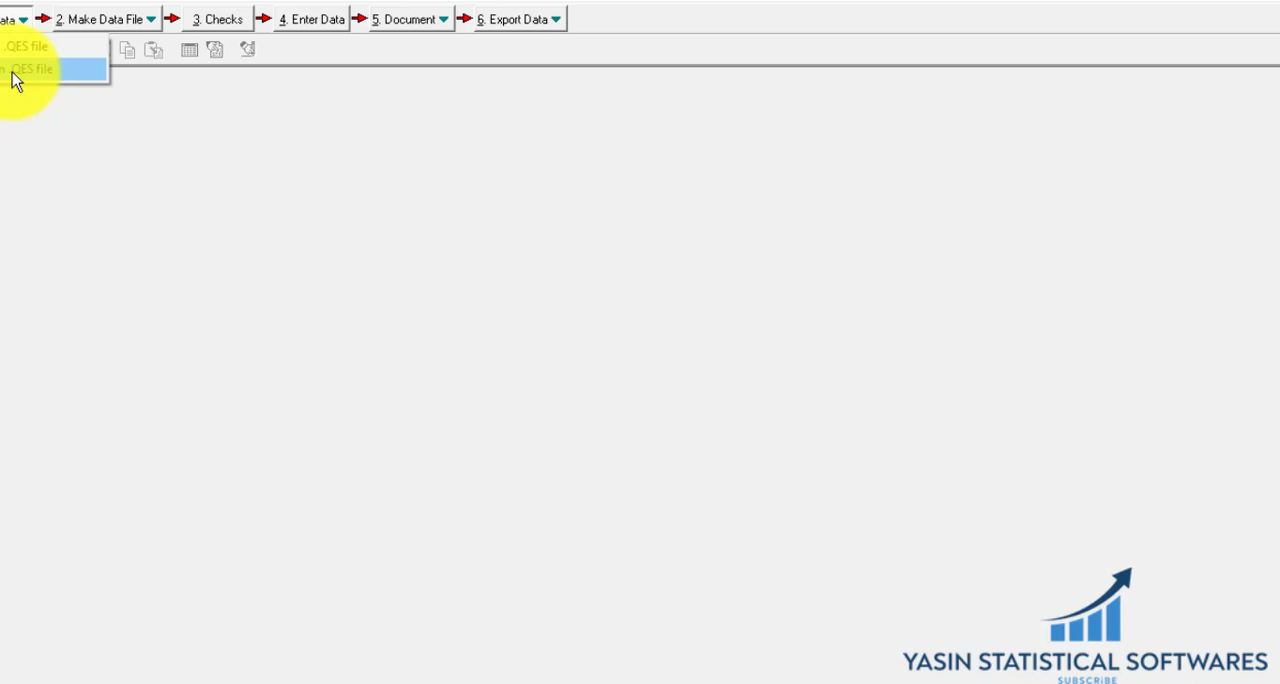 ata 2. Make Data File 3. Checks 4. Enter Data 5. Document 6. Export Data
.QES file
n .QES file
YASIN STATISTICAL SOFTWARES
SUBSCRIBE